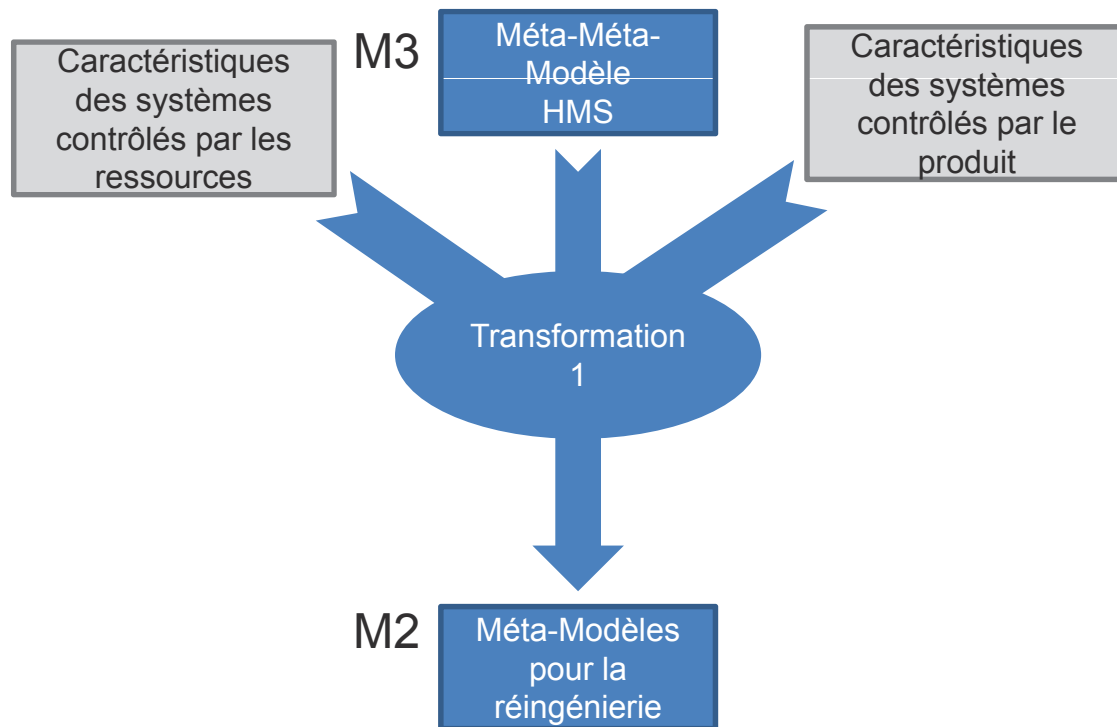 Caractéristiques
des systèmes
contrôlés par les
ressources
M3
Méta-Méta-
Modèle
HMS
Caractéristiques
des systèmes
contrôlés par le
produit
Transformation
1
M2
Méta-Modèles
pour la
réingénierie